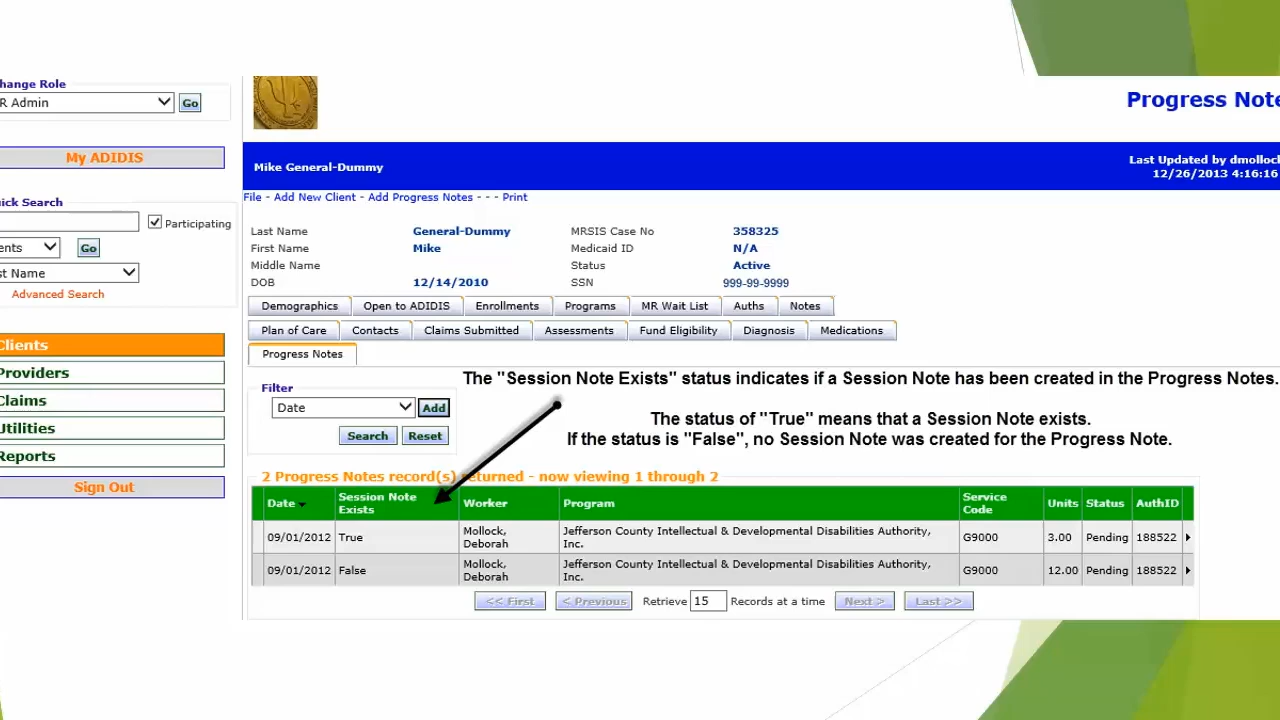 hange Role
R Admin
Go
My ADIDIS
ick Search
Participating
ents
Go
st Name
Advanced Search
Clients
Providers
Claims
Utilities
Reports
Sign Out
Progress Note
Mike General-Dummy
Last Updated by dmollock
12/26/2013 4:16:16
File - Add New Client - Add Progress Notes - - - Print
Last Name General-Dummy MRSIS Case No 358325
First Name Mike Medicaid ID N/A
Middle Name Status Active
DOB 12/14/2010 SSN 999-99-9999
Demographics Open to ADIDIS Enrollments Programs MR Wait List Auths Notes
Plan of Care Contacts Claims Submitted Assessments Fund Eligibility Diagnosis Medications
Progress Notes
The "Session Note Exists" status indicates if a Session Note has been created in the Progress Notes.
The status of "True" means that a Session Note exists.
If the status is "False", no Session Note was created for the Progress Note.
Filter
Date Add
Search Reset
2 Progress Notes record(s) returned - now viewing 1 through 2
Date Session Note Exists Worker Program Service Code Units Status AuthID
09/01/2012 True Mollock, Deborah Jefferson County Intellectual & Developmental Disabilities Authority, Inc. G9000 3.00 Pending 188522
09/01/2012 False Mollock, Deborah Jefferson County Intellectual & Developmental Disabilities Authority, Inc. G9000 12.00 Pending 188522
<< First < Previous Retrieve 15 Records at a time Next > Last >>